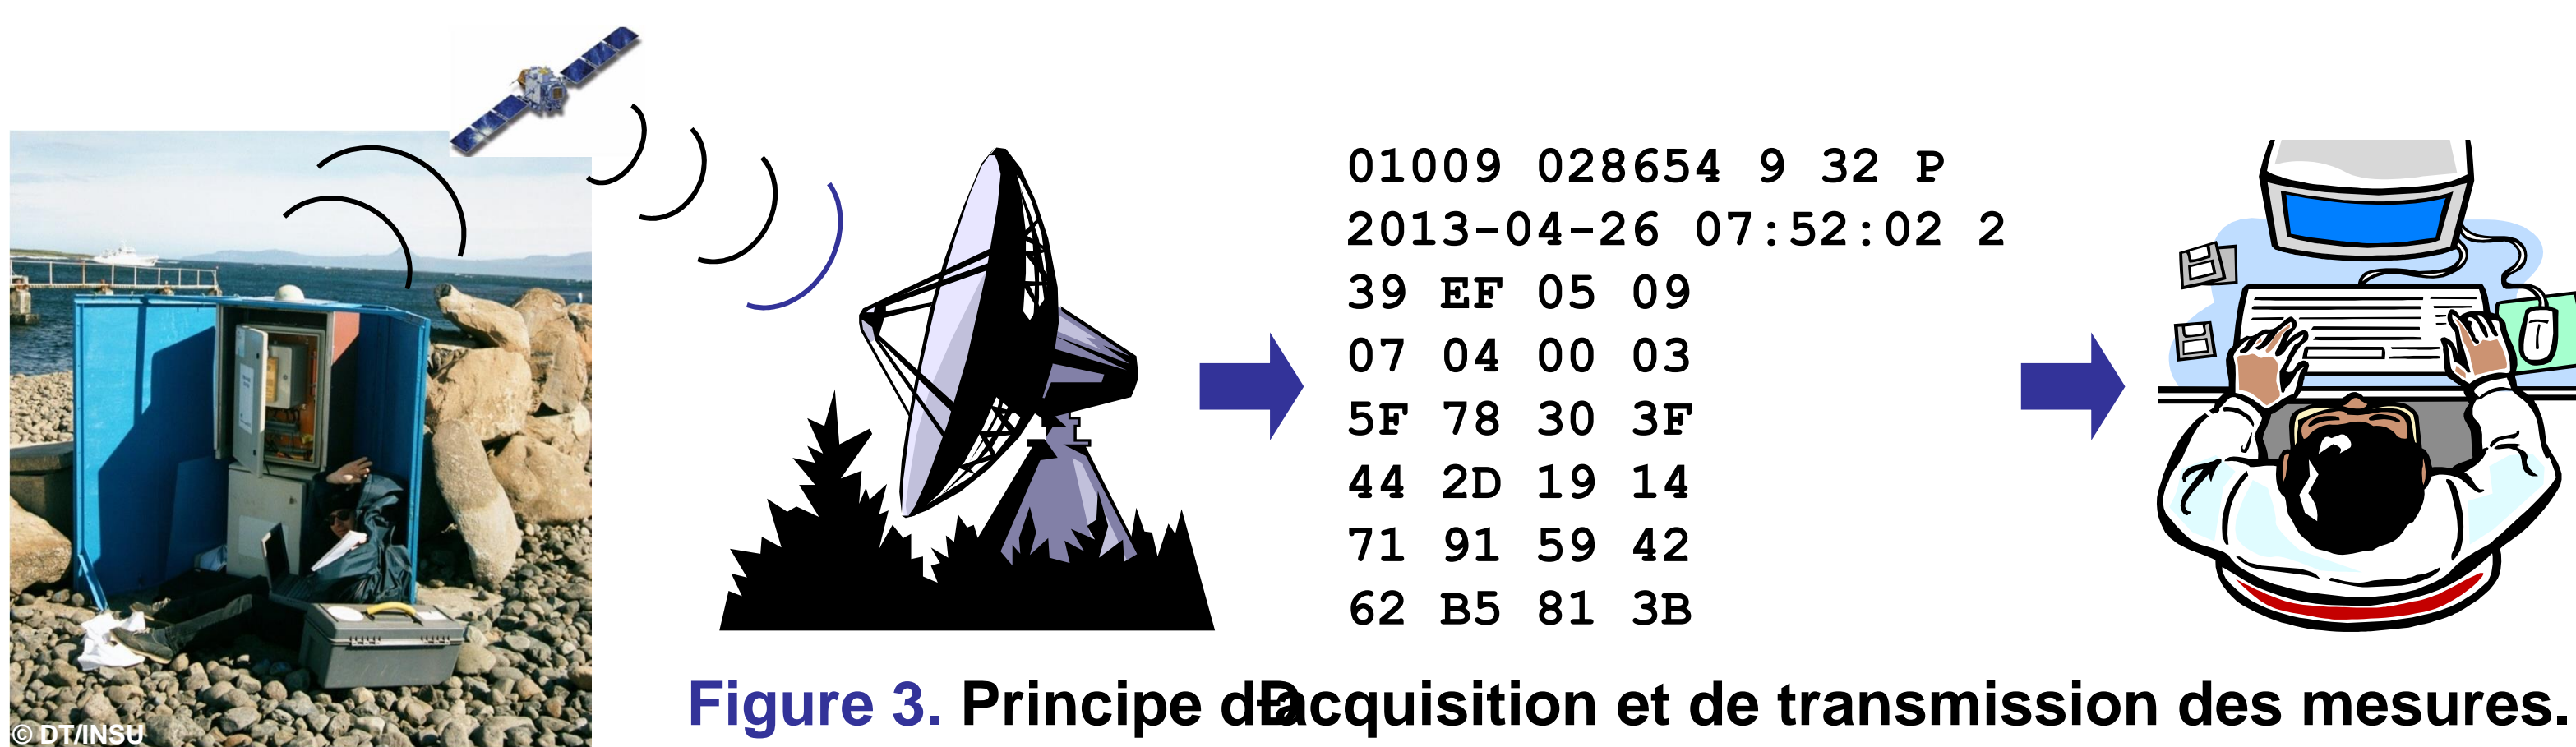 01009 028654 9 32 P
2013-04-26 07:52:02 2
39 EF 05 09
07 04 00 03
5F 78 30 3F
44 2D 19 14
71 91 59 42
62 B5 81 3B
Figure 3. Principe d'acquisition et de transmission des mesures.
© DT/INSU